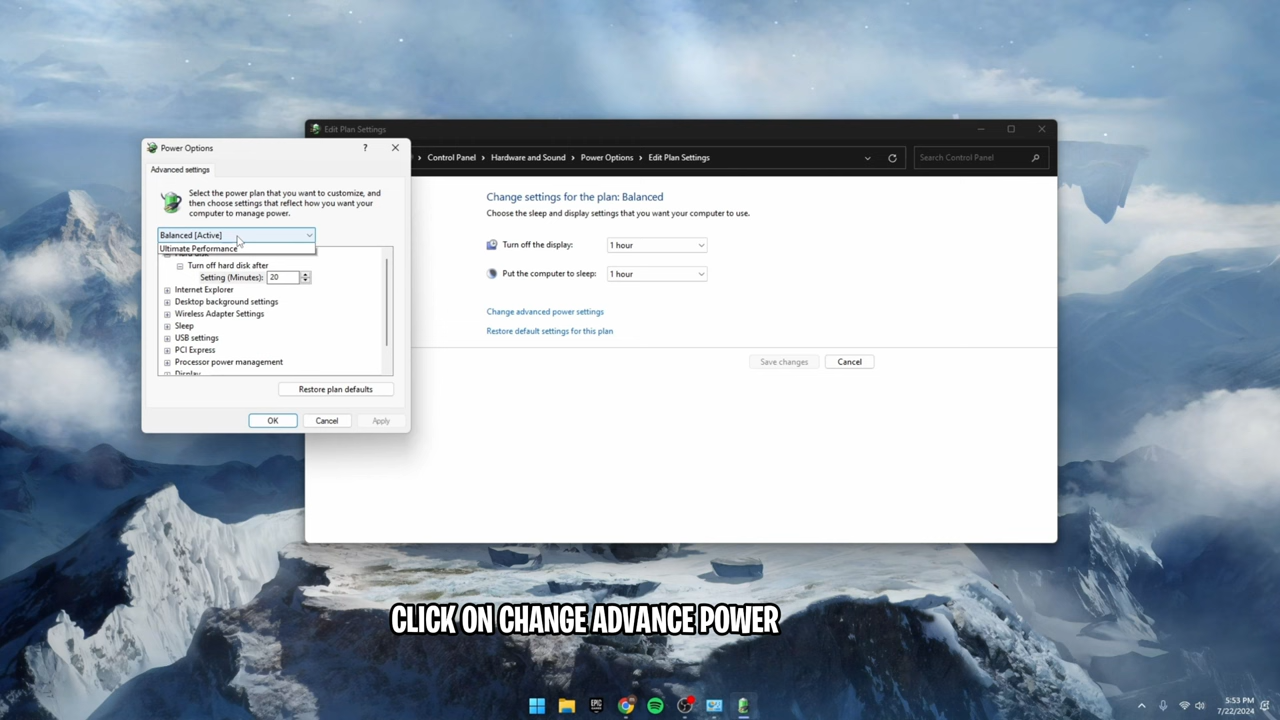 Edit Plan Settings
Control Panel > Hardware and Sound > Power Options > Edit Plan Settings
Search Control Panel
Change settings for the plan: Balanced
Choose the sleep and display settings that you want your computer to use.
Turn off the display:
1 hour
Put the computer to sleep:
1 hour
Change advanced power settings
Restore default settings for this plan
Save changes
Cancel
Power Options
?
Advanced settings
Select the power plan that you want to customize, and
then choose settings that reflect how you want your
computer to manage power.
Balanced [Active]
Ultimate Performance
Hard disk
Turn off hard disk after
Setting (Minutes): 20
Internet Explorer
Desktop background settings
Wireless Adapter Settings
Sleep
USB settings
PCI Express
Processor power management
Display
Restore plan defaults
OK
Cancel
Apply
CLICK ON CHANGE ADVANCE POWER
EPIC
5:53 PM
7/22/2024